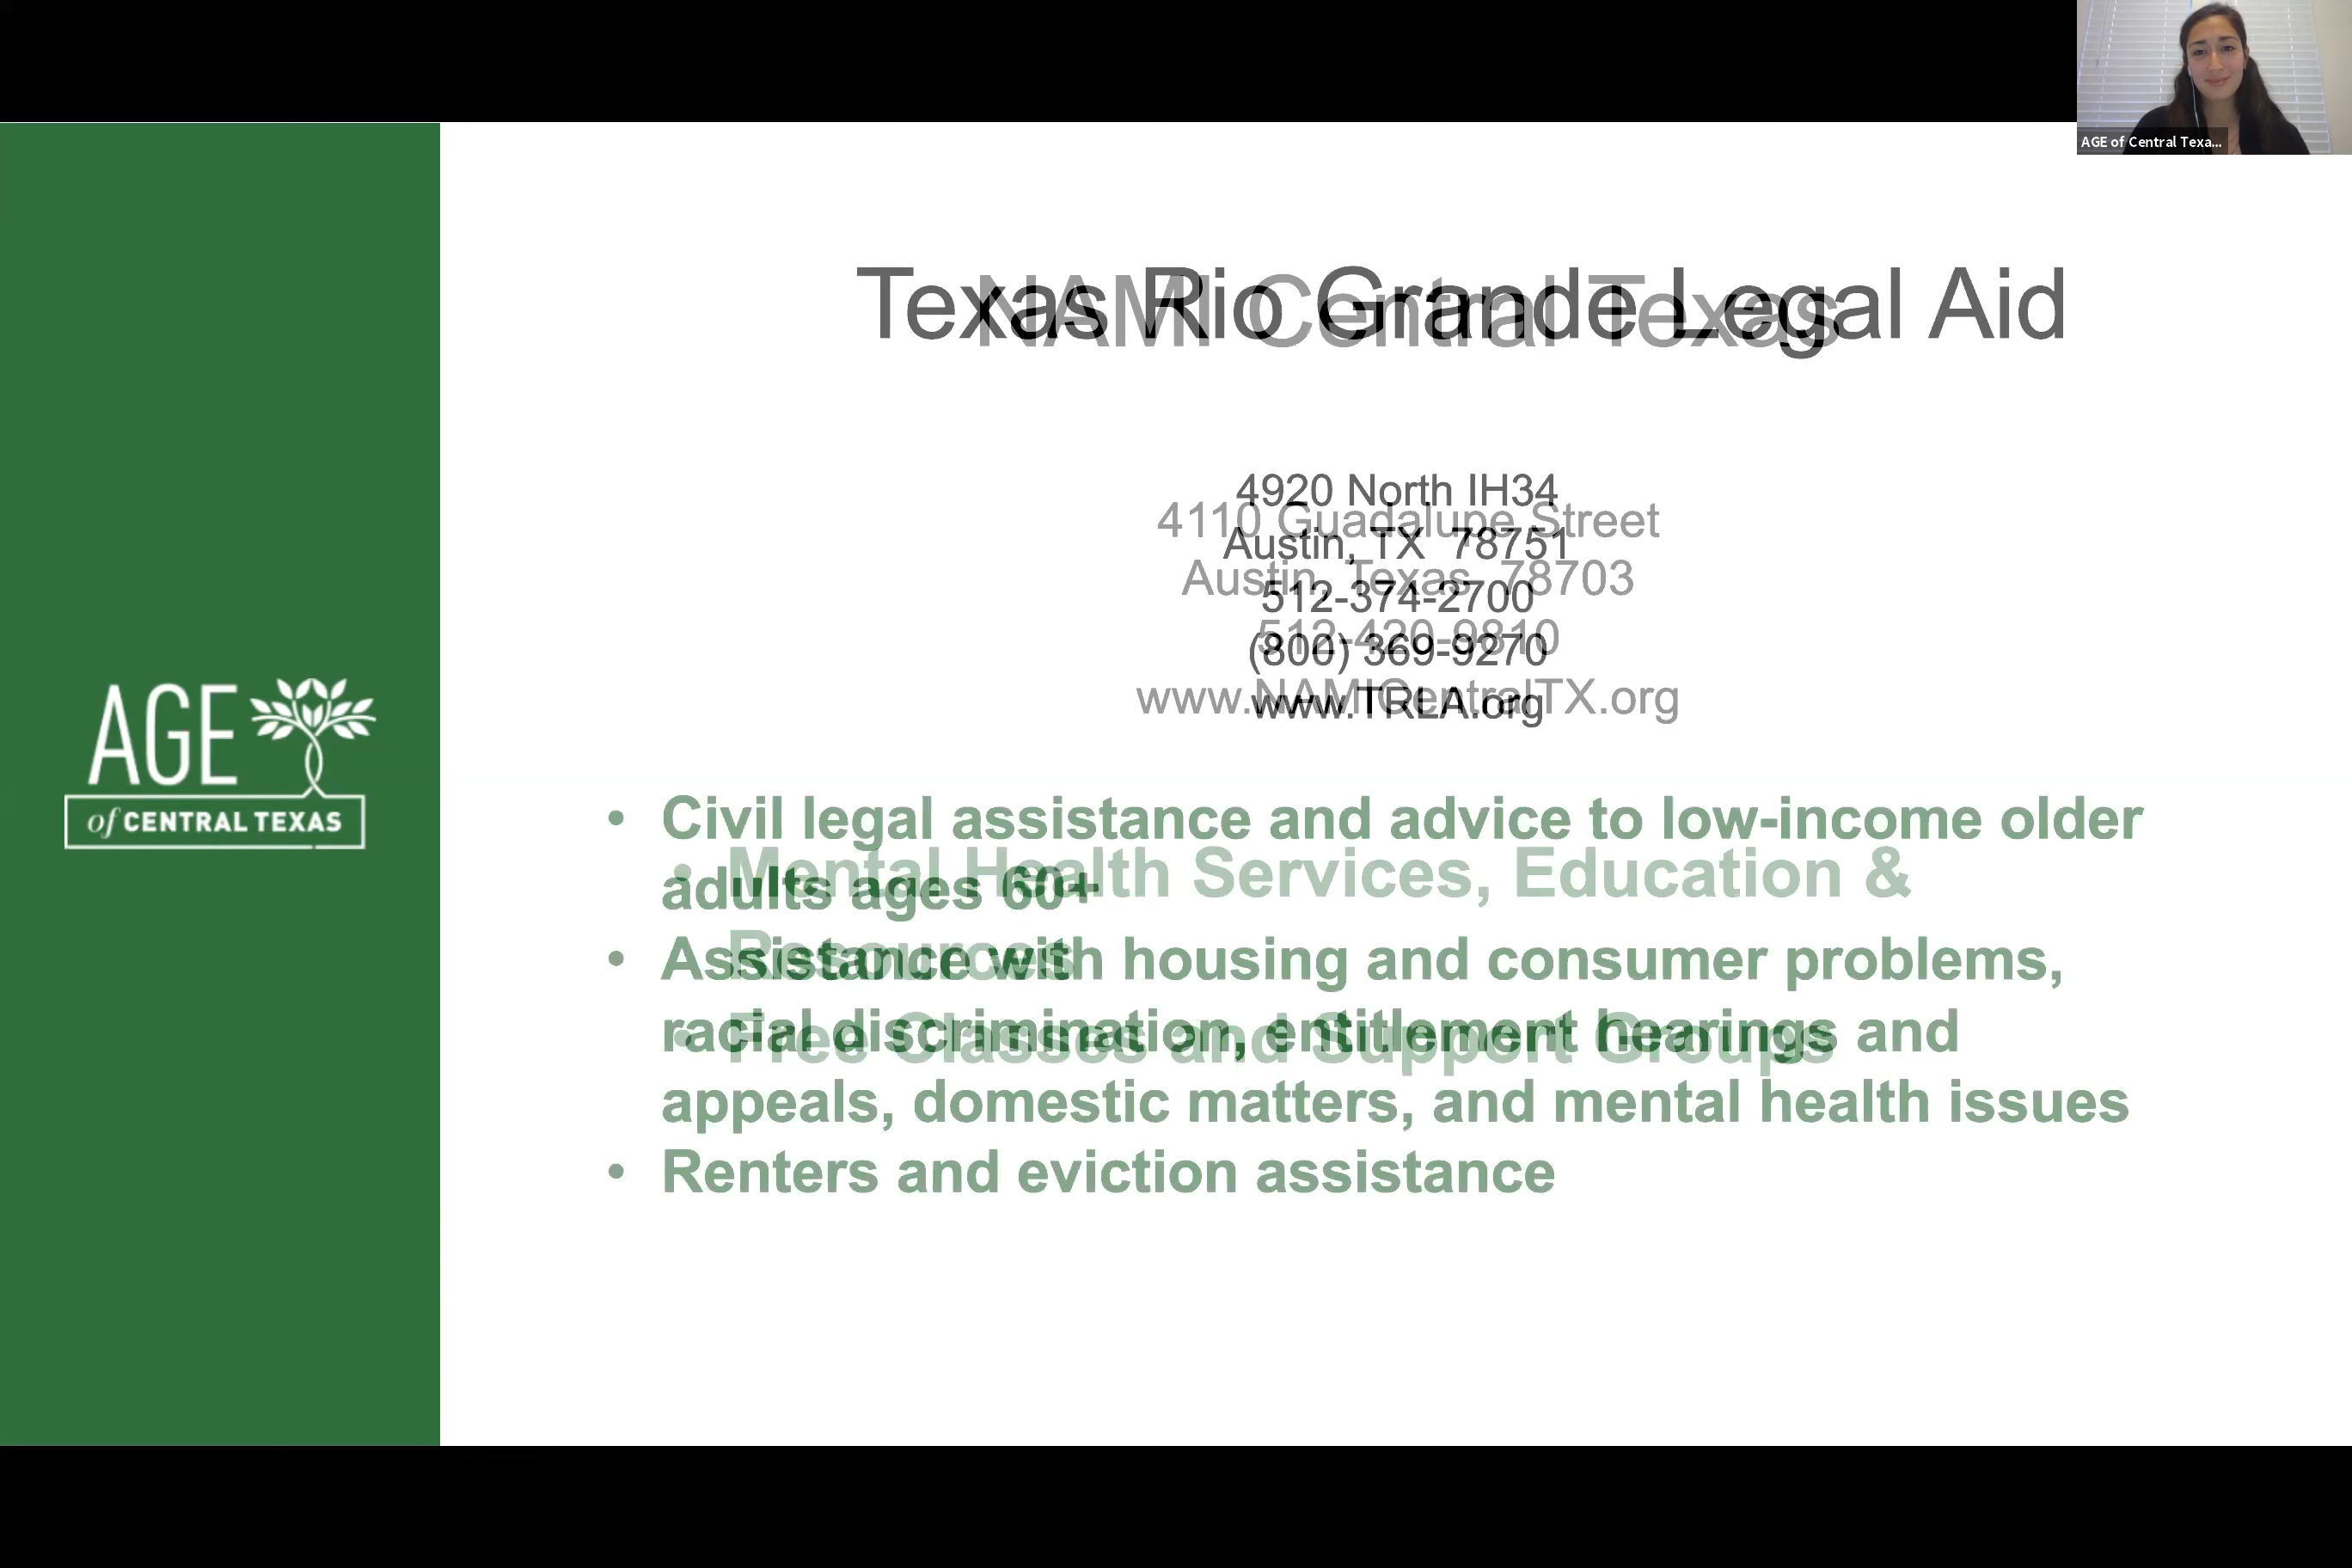 AGE of Central Texa...
Texas Rio Grande Legal Aid
NAMI Central Texas
4920 North IH34
4110 Guadalupe Street
Austin, TX 78751
Austin, Texas 78703
512-374-2700
512-420-9810
(800) 369-9270
www.NAMICentralTX.org
www.TRLA.org
AGE
of CENTRAL TEXAS
• Civil legal assistance and advice to low-income older
adults ages 60+
• Mental Health Services, Education &
Resources
• Assistance with housing and consumer problems,
racial discrimination, entitlement hearings and
appeals, domestic matters, and mental health issues
• Free Classes and Support Groups
• Renters and eviction assistance